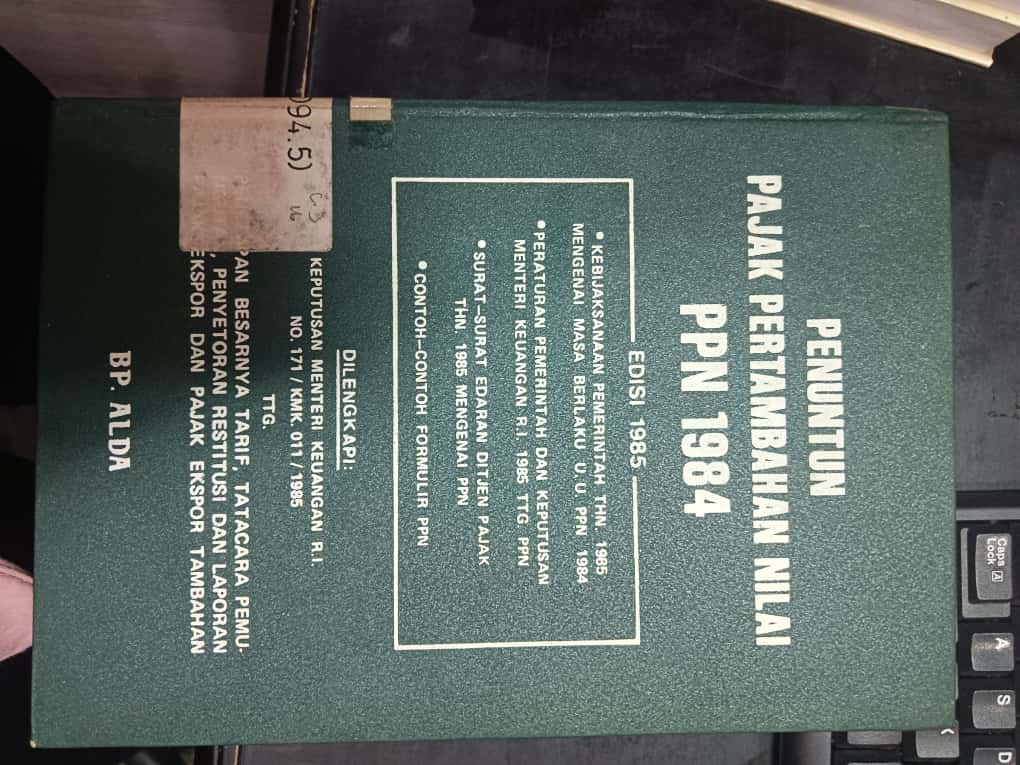 PENUNTUN
PAJAK PERTAMBAHAN NILAI
PPN 1984
EDISI 1985
• KEBIJAKSANAAN PEMERINTAH THN. 1985
MENGENAI MASA BERLAKU U.U. PPN 1984
• PERATURAN PEMERINTAH DAN KEPUTUSAN
MENTERI KEUANGAN R.I. 1985 TTG PPN
• SURAT-SURAT EDARAN DITJEN PAJAK
THN 1985 MENGENAI PPN
• CONTOH-CONTOH FORMULIR PPN
DILENGKAPI:
KEPUTUSAN MENTERI KEUANGAN R.I.
NO. 171 / KMK. 011 / 1985
TTG.
BESARNYA TARIF, TATACARA PEMU-
, PENYETORAN RESTITUSI DAN LAPORAN
EKSPOR DAN PAJAK EKSPOR TAMBAHAN
BP. ALDA
94.5)
Caps
Lock
A
A
S
D